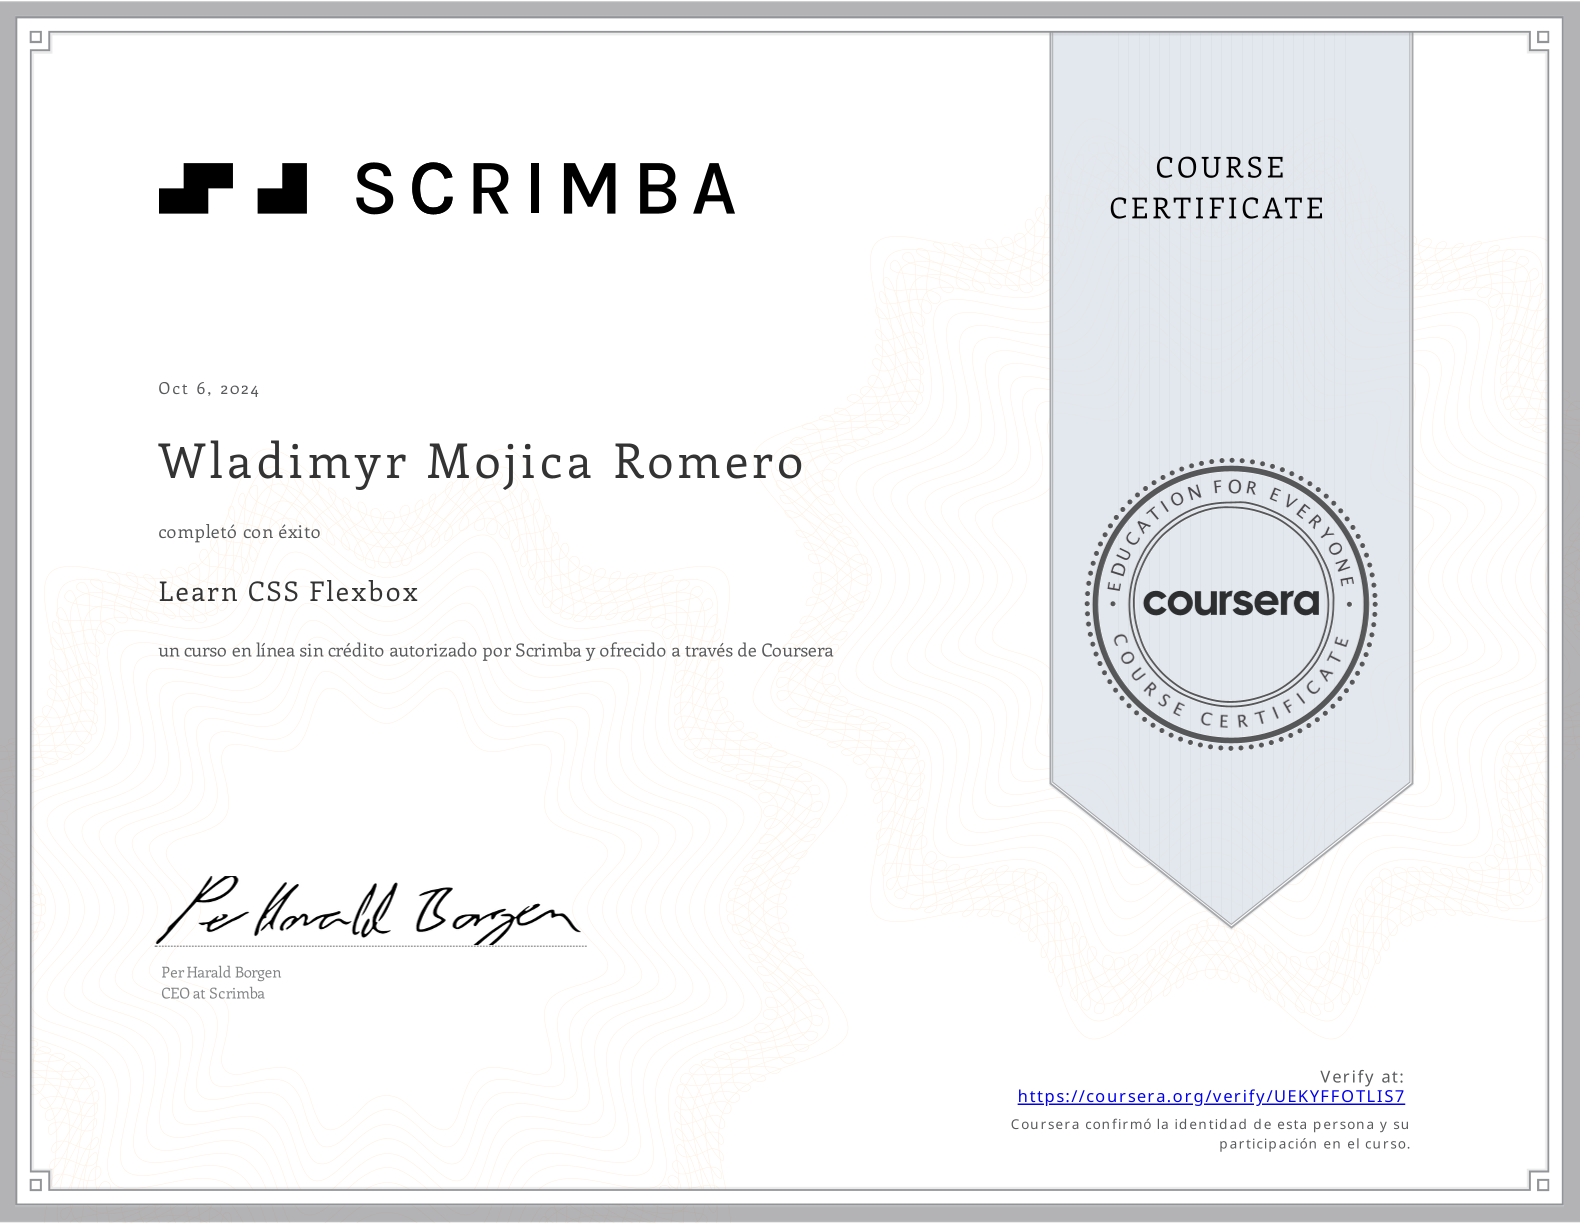 SCRIMBA
COURSE
CERTIFICATE
Oct 6, 2024
Wladimyr Mojica Romero
completó con éxito
Learn CSS Flexbox
un curso en línea sin crédito autorizado por Scrimba y ofrecido a través de Coursera
EDUCATION FOR EVERYONE
coursera
COURSE CERTIFICATE
Per Harald Borgen
Per Harald Borgen
CEO at Scrimba
Verify at:
https://coursera.org/verify/UEKYFFOTLIS7
Coursera confirmó la identidad de esta persona y su
participación en el curso.